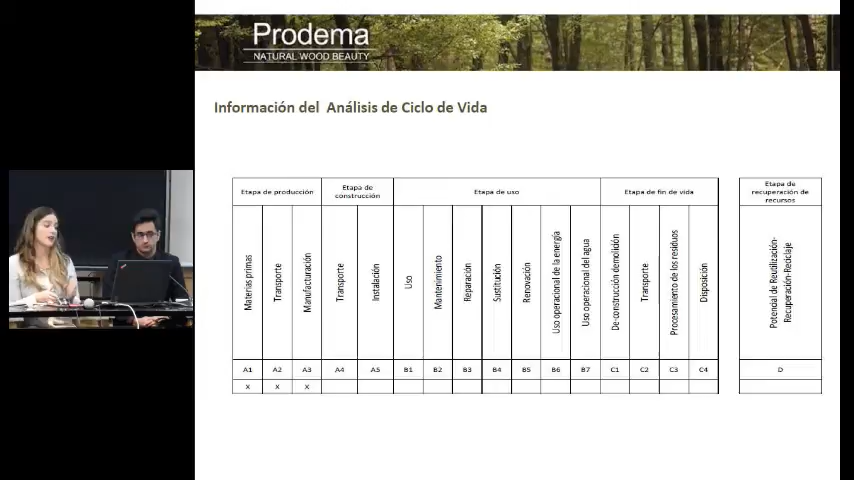 Prodema
NATURAL WOOD BEAUTY
Información del Análisis de Ciclo de Vida
Etapa de producción
Etapa de
construcción
Etapa de uso
Etapa de fin de vida
Etapa de
recuperación de
recursos
Materias primas
Transporte
Manufacturación
Transporte
Instalación
Uso
Mantenimiento
Reparación
Sustitución
Renovación
Uso operacional de la energía
Uso operacional del agua
De-construcción demolición
Transporte
Procesamiento de los residuos
Disposición
Potencial de Reutilización-
Recuperación-Reciclaje
A1 A2 A3 A4 A5 B1 B2 B3 B4 B5 B6 B7 C1 C2 C3 C4 D
X X X